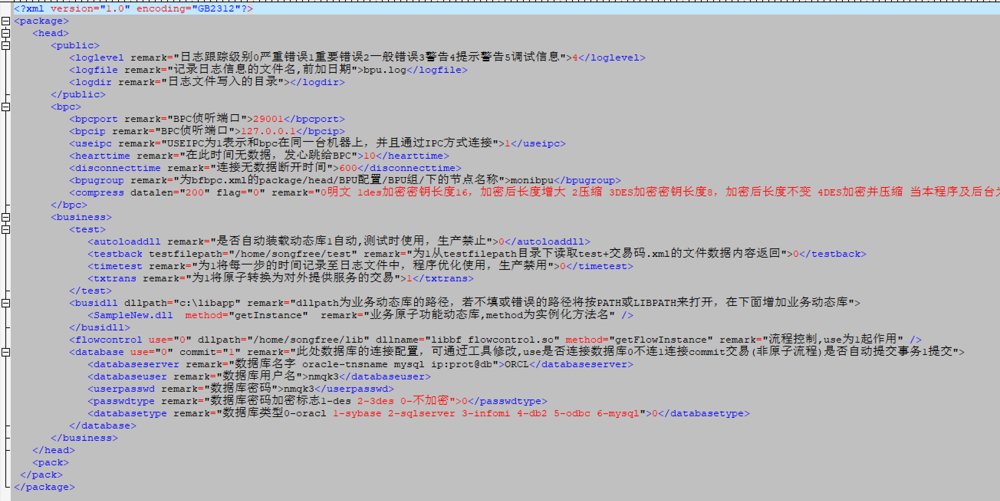 <?xml version="1.0" encoding="GB2312"?>
<package>
<head>
<public>
<loglevel remark="日志跟踪级别0严重错误1重要错误2一般错误3警告4提示警告5调试信息">4</loglevel>
<logfile remark="记录日志信息的文件名,前加日期">bpu.log</logfile>
<logdir remark="日志文件写入的目录"></logdir>
</public>
<bpc>
<bpcport remark="BPC侦听端口">29001</bpcport>
<bpcip remark="BPC侦听端口">127.0.0.1</bpcip>
<useipc remark="USEIPC为1表示和bpc在同一台机器上，并且通过IPC方式连接">1</useipc>
<hearttime remark="在此时间无数据，发心跳给BPC">10</hearttime>
<disconnecttime remark="连接无数据断开时间">600</disconnecttime>
<bpugroup remark="为bfbpc.xml的package/head/BPU配置/BPU组/下的节点名称">monibpu</bpugroup>
<compress datalen="200" flag="0" remark="0明文 1des加密密钥长度16，加密后长度增大 2压缩 3DES加密密钥长度8，加密后长度不变 4DES加密并压缩 当本程序及后台
</bpc>
<business>
<test>
<autoloaddll remark="是否自动装载动态库1自动,测试时使用，生产禁止">0</autoloaddll>
<testback testfilepath="/home/songfree/test" remark="为1从testfilepath目录下读取test+交易码.xml的文件数据内容返回">0</testback>
<timetest remark="为1将每一步的时间记录至日志文件中，程序优化使用，生产禁用">0</timetest>
<txtrans remark="为1将原子转换为对外提供服务的交易">1</txtrans>
</test>
<busidll dllpath="c:\libapp" remark="dllpath为业务动态库的路径，若不填或错误的路径将按PATH或LIBPATH来打开，在下面增加业务动态库">
<SampleNew.dll  method="getInstance"  remark="业务原子功能动态库,method为实例化方法名" />
</busidll>
<flowcontrol use="0" dllpath="/home/songfree/lib" dllname="libbf_flowcontrol.so" method="getFlowInstance" remark="流程控制,use为1起作用" />
<database use="0" commit="1" remark="此处数据库的连接配置，可通过工具修改,use是否连接数据库0不连1连接commit交易(非原子流程)是否自动提交事务1提交">
<databaseserver remark="数据库名字 oracle-tnsname mysql ip:prot@db">ORCL</databaseserver>
<databaseuser remark="数据库用户名">nmqk3</databaseuser>
<userpasswd remark="数据库密码">nmqk3</userpasswd>
<passwdtype remark="数据库密码加密标志1-des 2-3des 0-不加密">0</passwdtype>
<databasetype remark="数据库类型0-oracl 1-sybase 2-sqlserver 3-infomi 4-db2 5-odbc 6-mysql">0</databasetype>
</database>
</business>
</head>
<pack>
</pack>
</package>